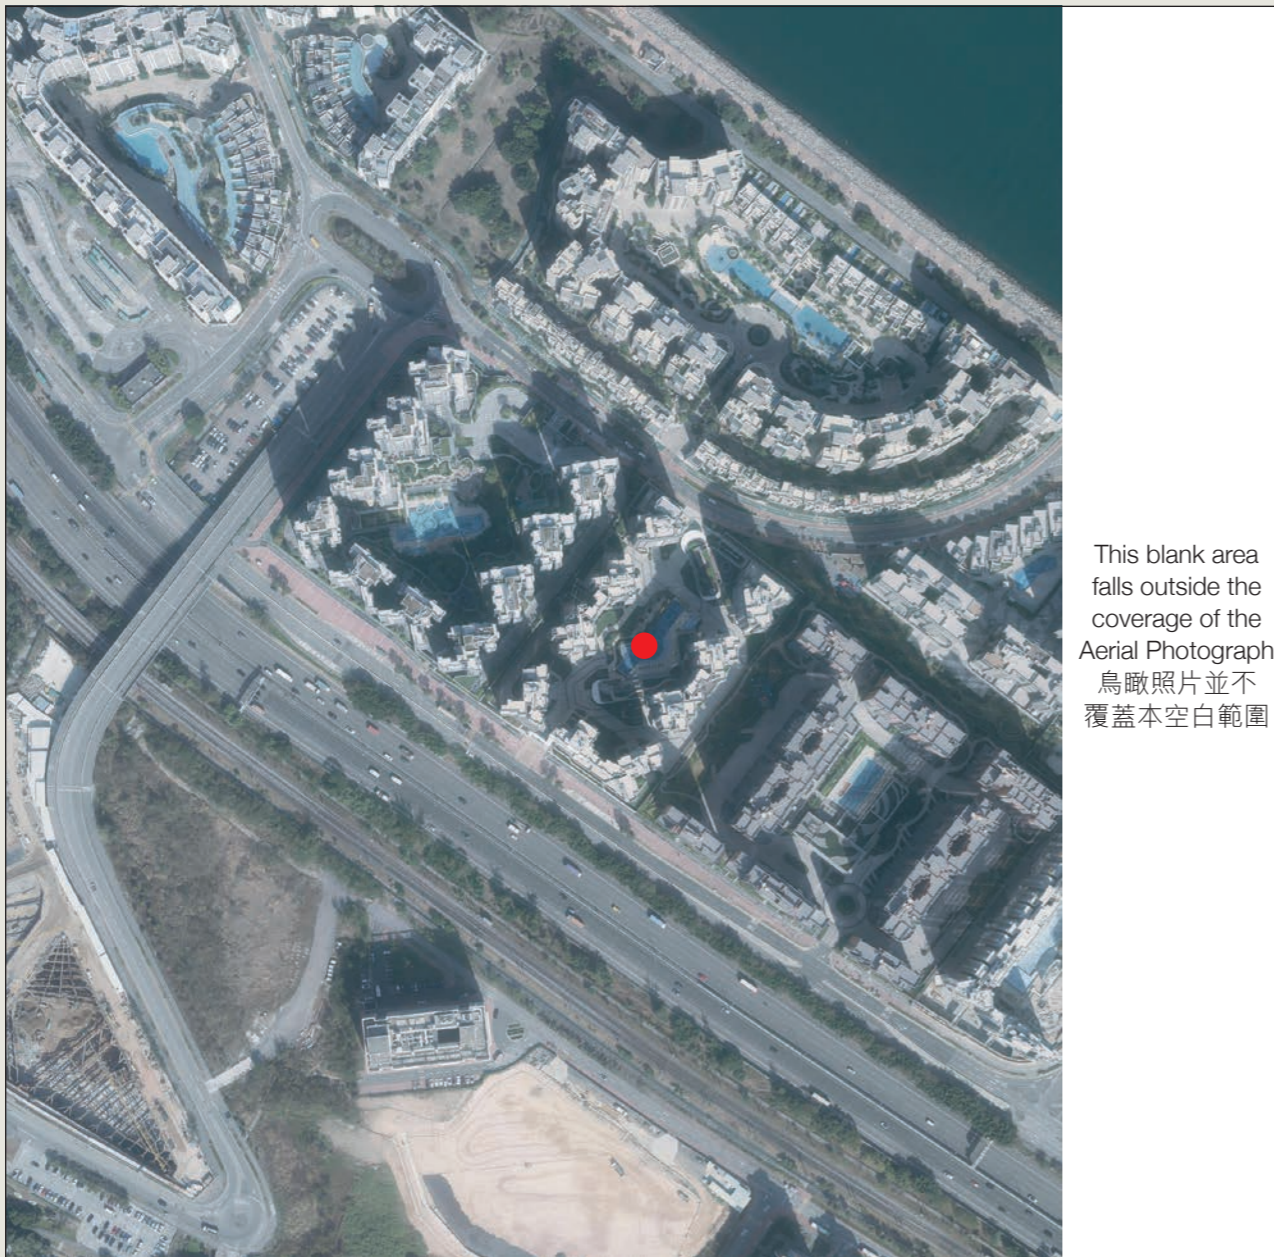 This blank area
falls outside the
coverage of the
Aerial Photograph
鳥瞰照片並不
覆蓋本空白範圍